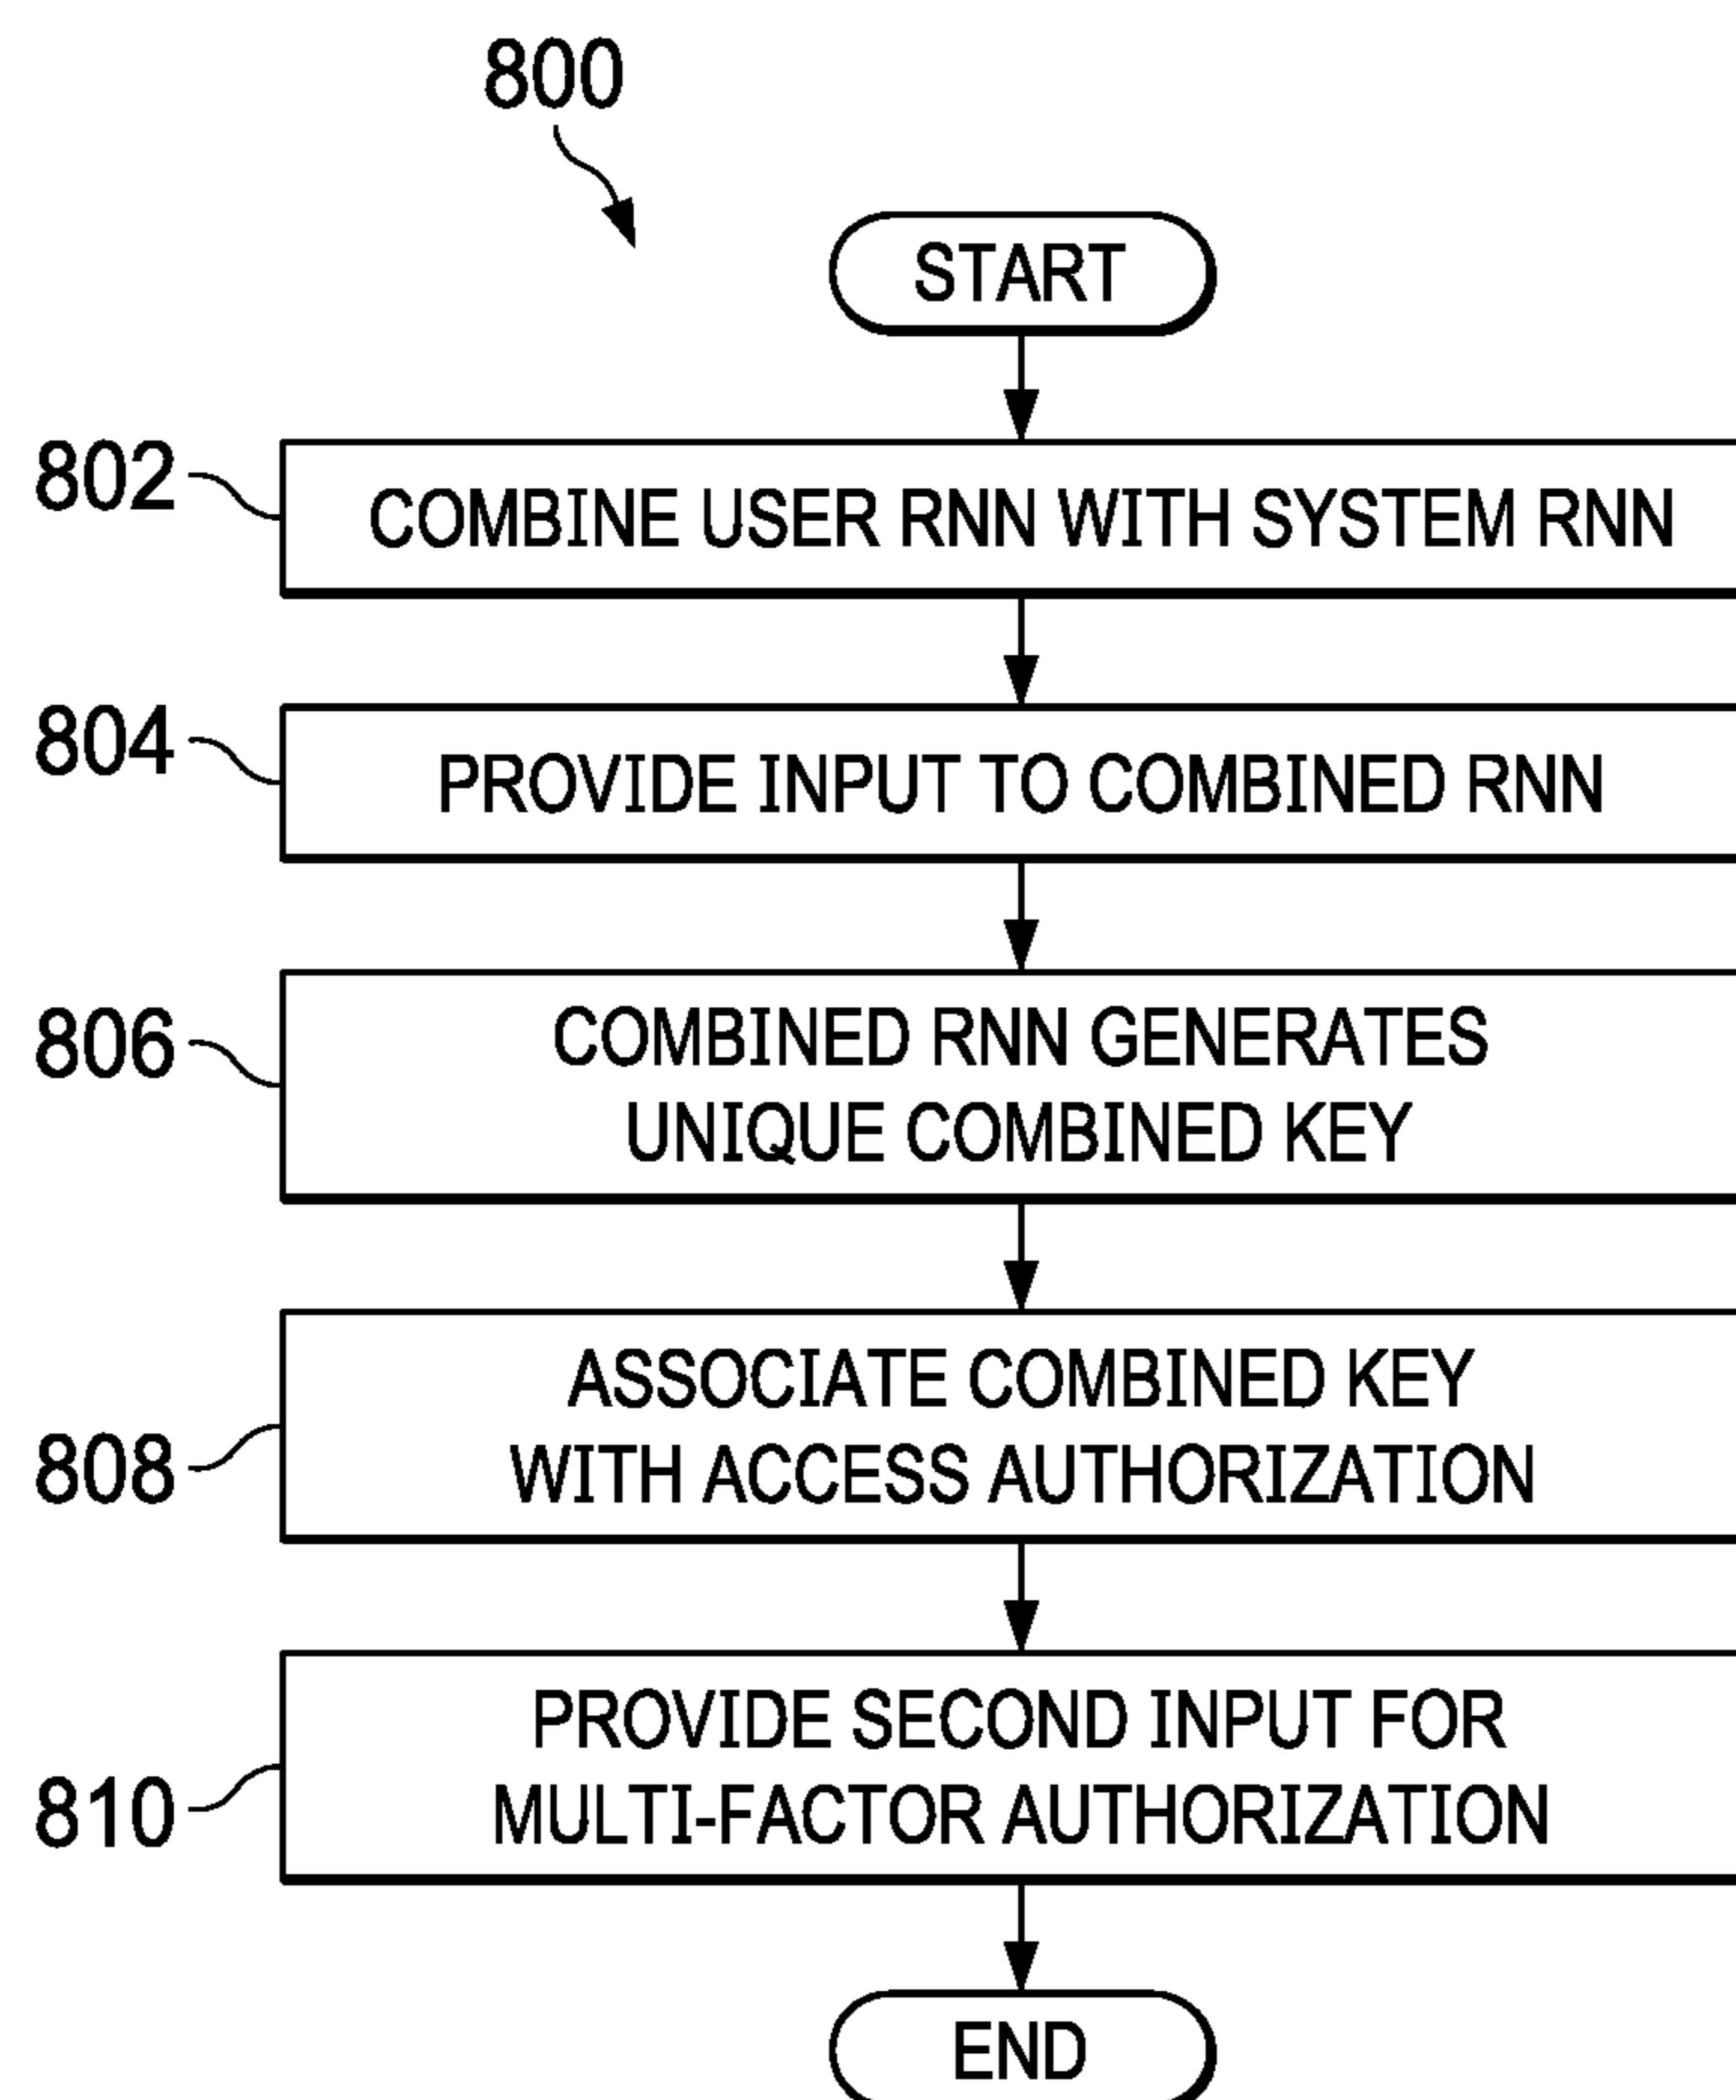 800
START
802
COMBINE USER RNN WITH SYSTEM RNN
804
PROVIDE INPUT TO COMBINED RNN
806
COMBINED RNN GENERATES
UNIQUE COMBINED KEY
808
ASSOCIATE COMBINED KEY
WITH ACCESS AUTHORIZATION
810
PROVIDE SECOND INPUT FOR
MULTI-FACTOR AUTHORIZATION
END